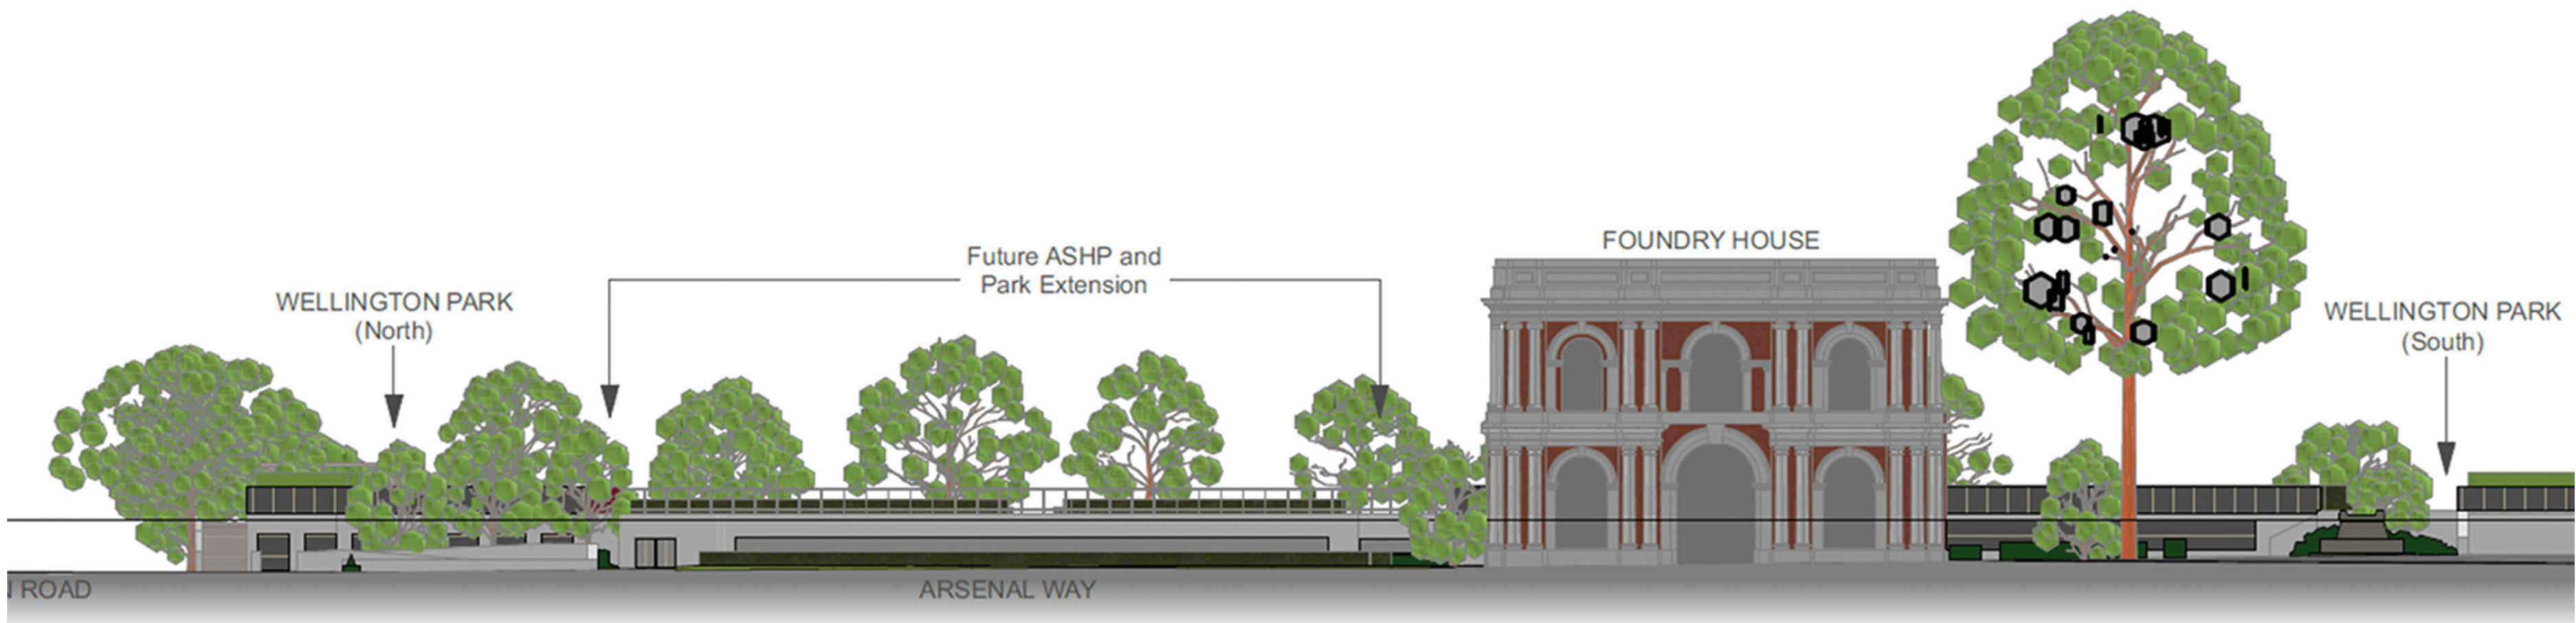 WELLINGTON PARK
(North)
Future ASHP and
Park Extension
FOUNDRY HOUSE
WELLINGTON PARK
(South)
ROAD
ARSENAL WAY